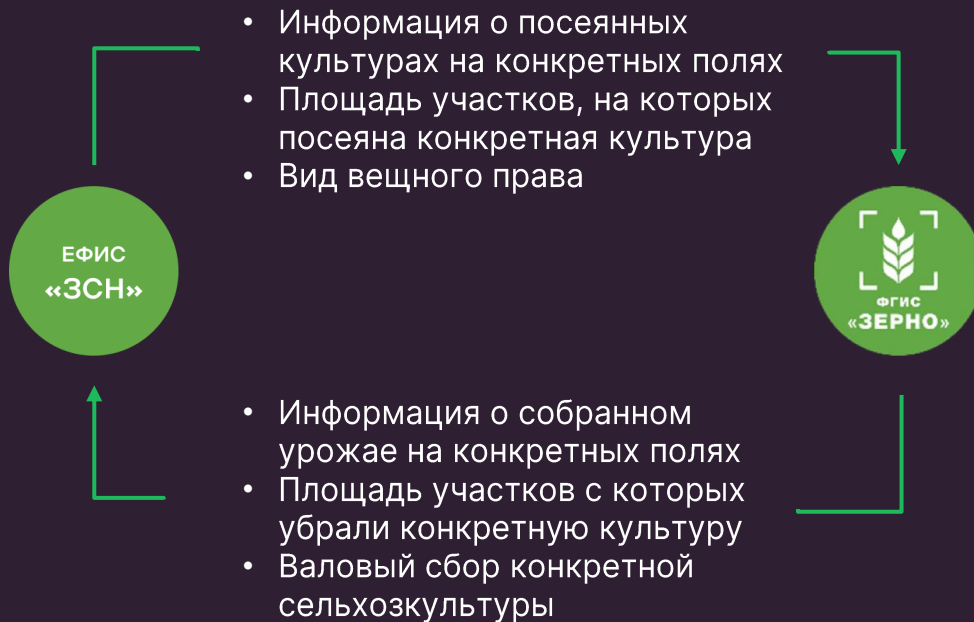 • Информация о посеянных
культурах на конкретных полях
• Площадь участков, на которых
посеяна конкретная культура
• Вид вещного права
ЕФИС
«ЗСН»
ФГИС
«ЗЕРНО»
• Информация о собранном
урожае на конкретных полях
• Площадь участков с которых
убрали конкретную культуру
• Валовый сбор конкретной
сельхозкультуры